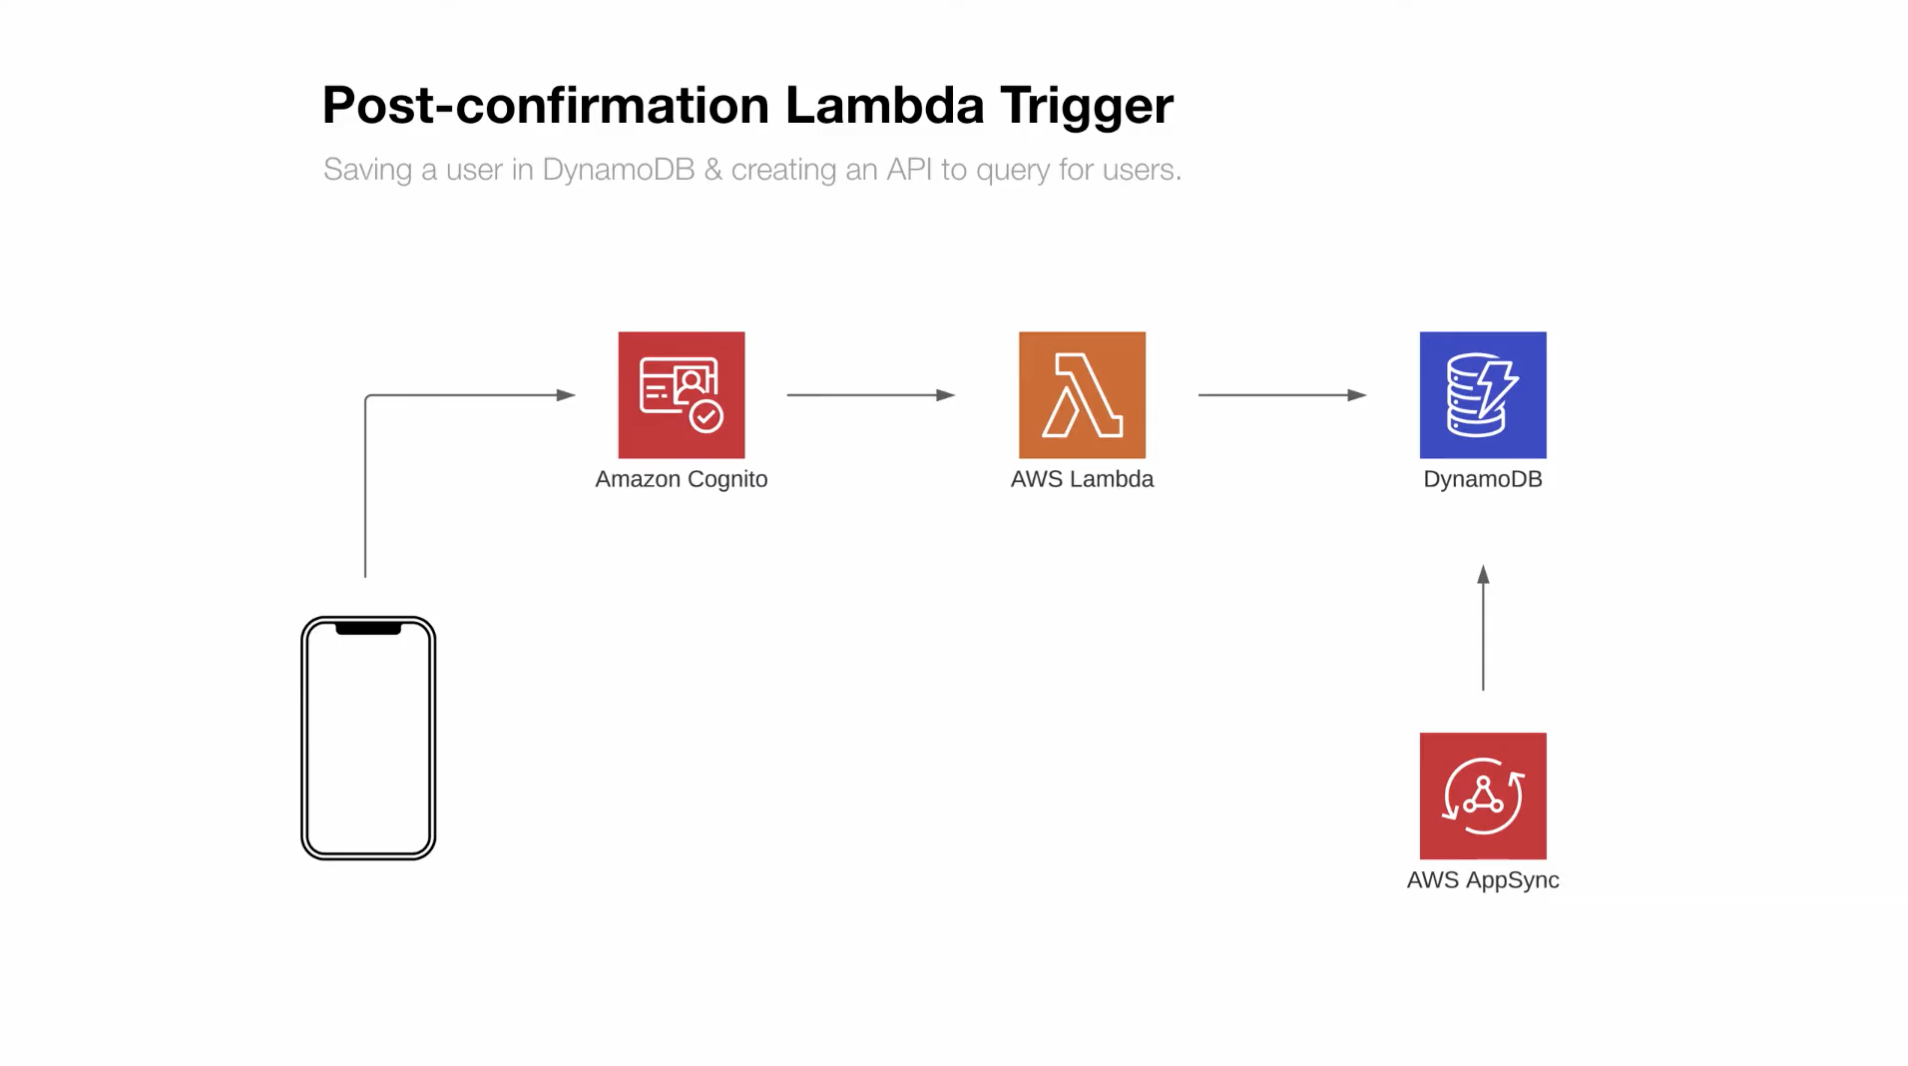 Post-confirmation Lambda Trigger
Saving a user in DynamoDB & creating an API to query for users.
Amazon Cognito
AWS Lambda
DynamoDB
AWS AppSync